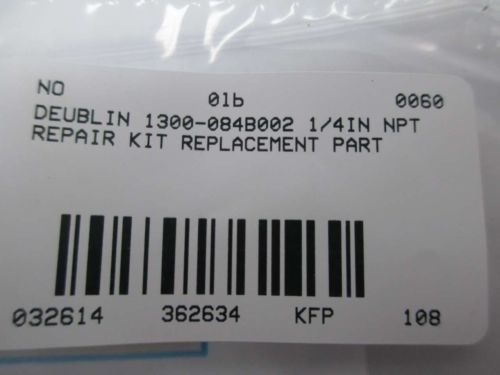 NO 01b 0060
DEUBLIN 1300-084B002 1/4IN NPT
REPAIR KIT REPLACEMENT PART
032614 362634 KFP 108